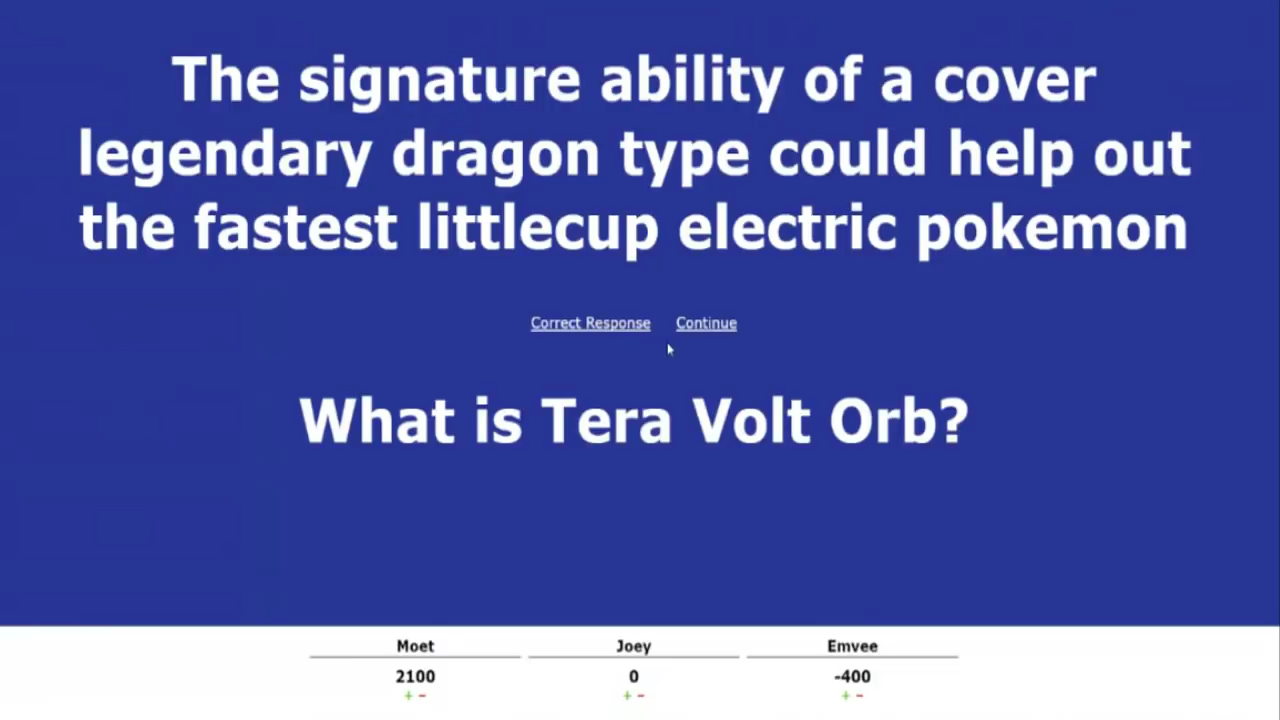 The signature ability of a cover
legendary dragon type could help out
the fastest littlecup electric pokemon
Correct Response Continue
What is Tera Volt Orb?
Moet Joey Emvee
2100 0 -400
+ - + - + -